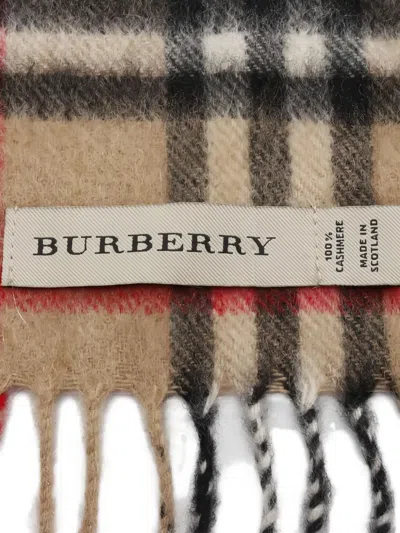 BURBERRY
100%
CASHMERE
MADE IN
SCOTLAND